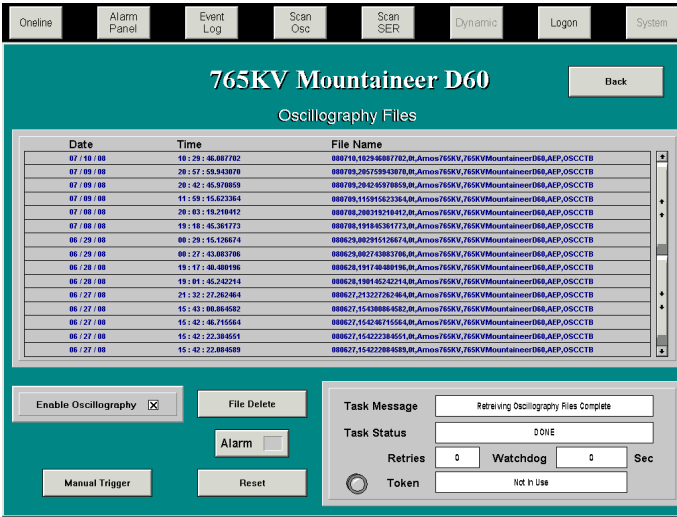 Oneline Alarm Panel Event Log Scan Osc Scan SER Dynamic Logon System
765KV Mountaineer D60
Back
Oscillography Files
Date Time File Name
07 / 10 / 08 10 : 29 : 46.087702 080710,102946087702,0t,Amos765KV,765KVMountaineerD60,AEP,OSCCTB
07 / 09 / 08 20 : 57 : 59.943070 080709,205759943070,0t,Amos765KV,765KVMountaineerD60,AEP,OSCCTB
07 / 09 / 08 20 : 42 : 45.970859 080709,204245970859,0t,Amos765KV,765KVMountaineerD60,AEP,OSCCTB
07 / 09 / 08 11 : 59 : 15.623364 080709,115915623364,0t,Amos765KV,765KVMountaineerD60,AEP,OSCCTB
07 / 08 / 08 20 : 03 : 19.210412 080708,200319210412,0t,Amos765KV,765KVMountaineerD60,AEP,OSCCTB
07 / 08 / 08 19 : 18 : 45.361773 080708,191845361773,0t,Amos765KV,765KVMountaineerD60,AEP,OSCCTB
06 / 29 / 08 00 : 29 : 15.126674 080629,002915126674,0t,Amos765KV,765KVMountaineerD60,AEP,OSCCTB
06 / 29 / 08 00 : 27 : 43.083706 080629,002743083706,0t,Amos765KV,765KVMountaineerD60,AEP,OSCCTB
06 / 28 / 08 19 : 17 : 40.480196 080628,191740480196,0t,Amos765KV,765KVMountaineerD60,AEP,OSCCTB
06 / 28 / 08 19 : 01 : 45.242214 080628,190145242214,0t,Amos765KV,765KVMountaineerD60,AEP,OSCCTB
06 / 27 / 08 21 : 32 : 27.262464 080627,213227262464,0t,Amos765KV,765KVMountaineerD60,AEP,OSCCTB
06 / 27 / 08 15 : 43 : 00.864582 080627,154300864582,0t,Amos765KV,765KVMountaineerD60,AEP,OSCCTB
06 / 27 / 08 15 : 42 : 46.715564 080627,154246715564,0t,Amos765KV,765KVMountaineerD60,AEP,OSCCTB
06 / 27 / 08 15 : 42 : 22.304551 080627,154222304551,0t,Amos765KV,765KVMountaineerD60,AEP,OSCCTB
06 / 27 / 08 15 : 42 : 22.084589 080627,154222084589,0t,Amos765KV,765KVMountaineerD60,AEP,OSCCTB
Enable Oscillography
File Delete
Alarm
Manual Trigger
Reset
Task Message Retreiving Oscillography Files Complete
Task Status DONE
Retries 0 Watchdog 0 Sec
Token Not In Use